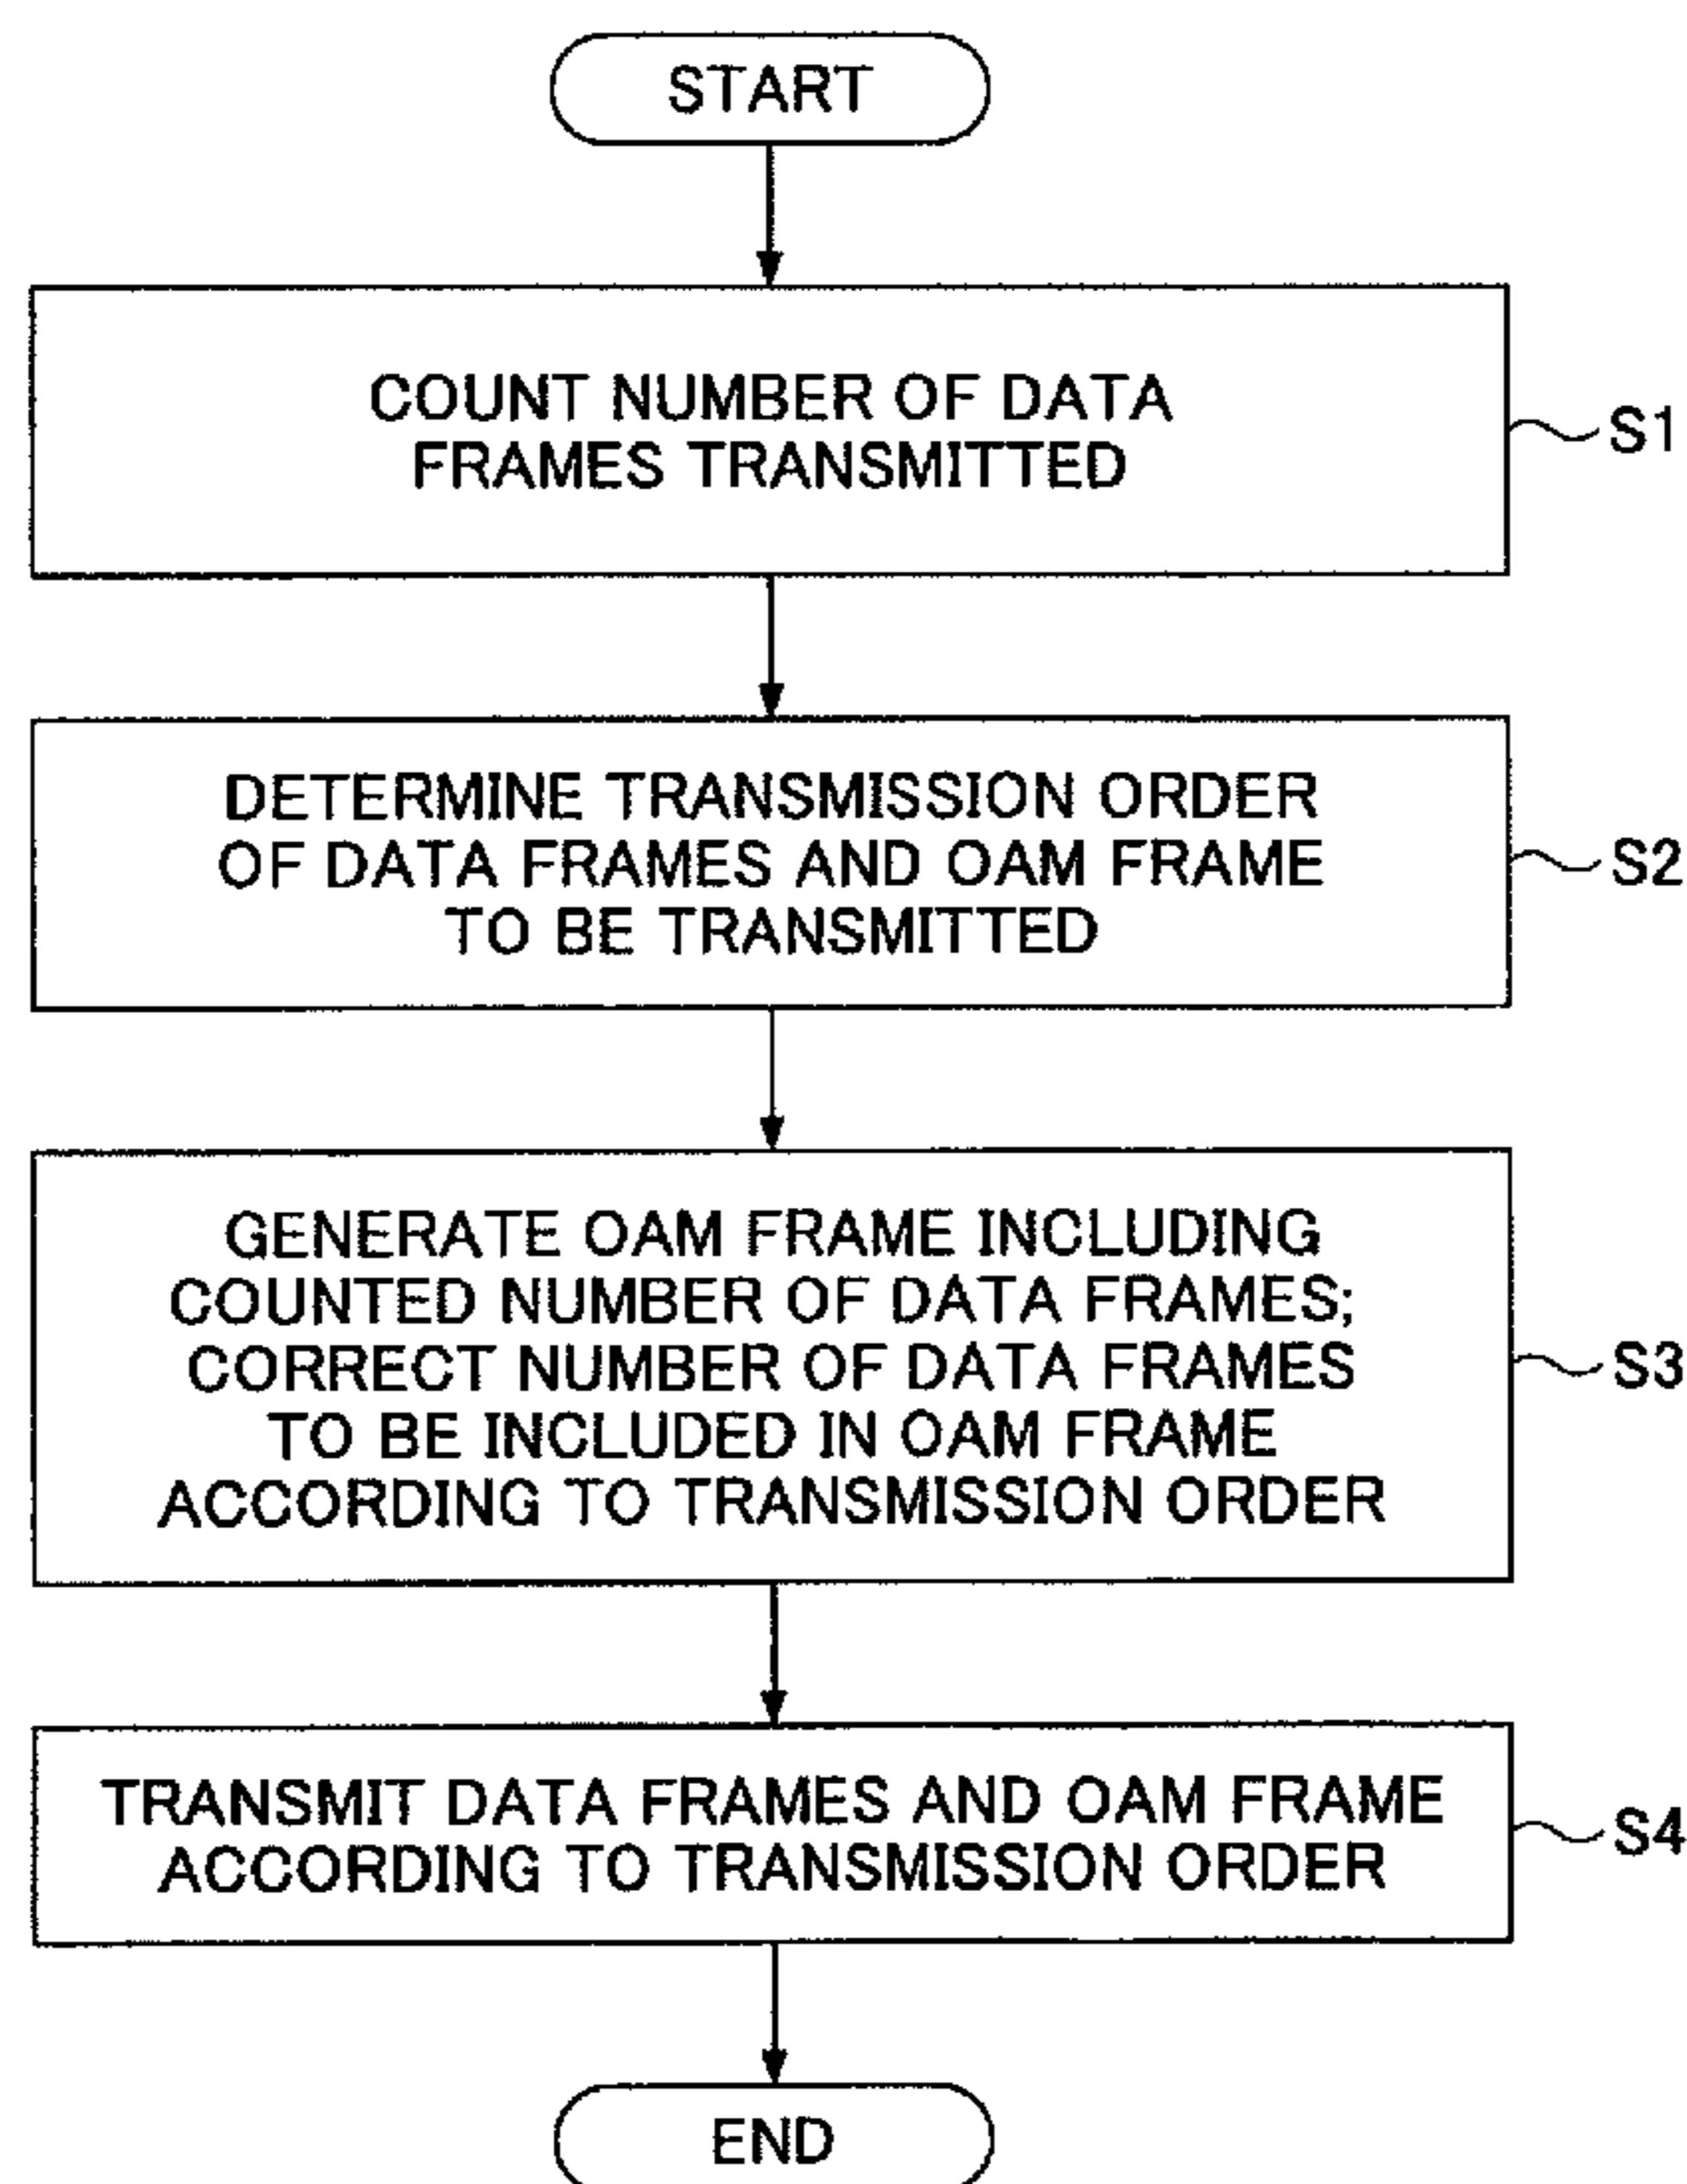 START
COUNT NUMBER OF DATA
FRAMES TRANSMITTED
S1
DETERMINE TRANSMISSION ORDER
OF DATA FRAMES AND OAM FRAME
TO BE TRANSMITTED
S2
GENERATE OAM FRAME INCLUDING
COUNTED NUMBER OF DATA FRAMES;
CORRECT NUMBER OF DATA FRAMES
TO BE INCLUDED IN OAM FRAME
ACCORDING TO TRANSMISSION ORDER
S3
TRANSMIT DATA FRAMES AND OAM FRAME
ACCORDING TO TRANSMISSION ORDER
S4
END